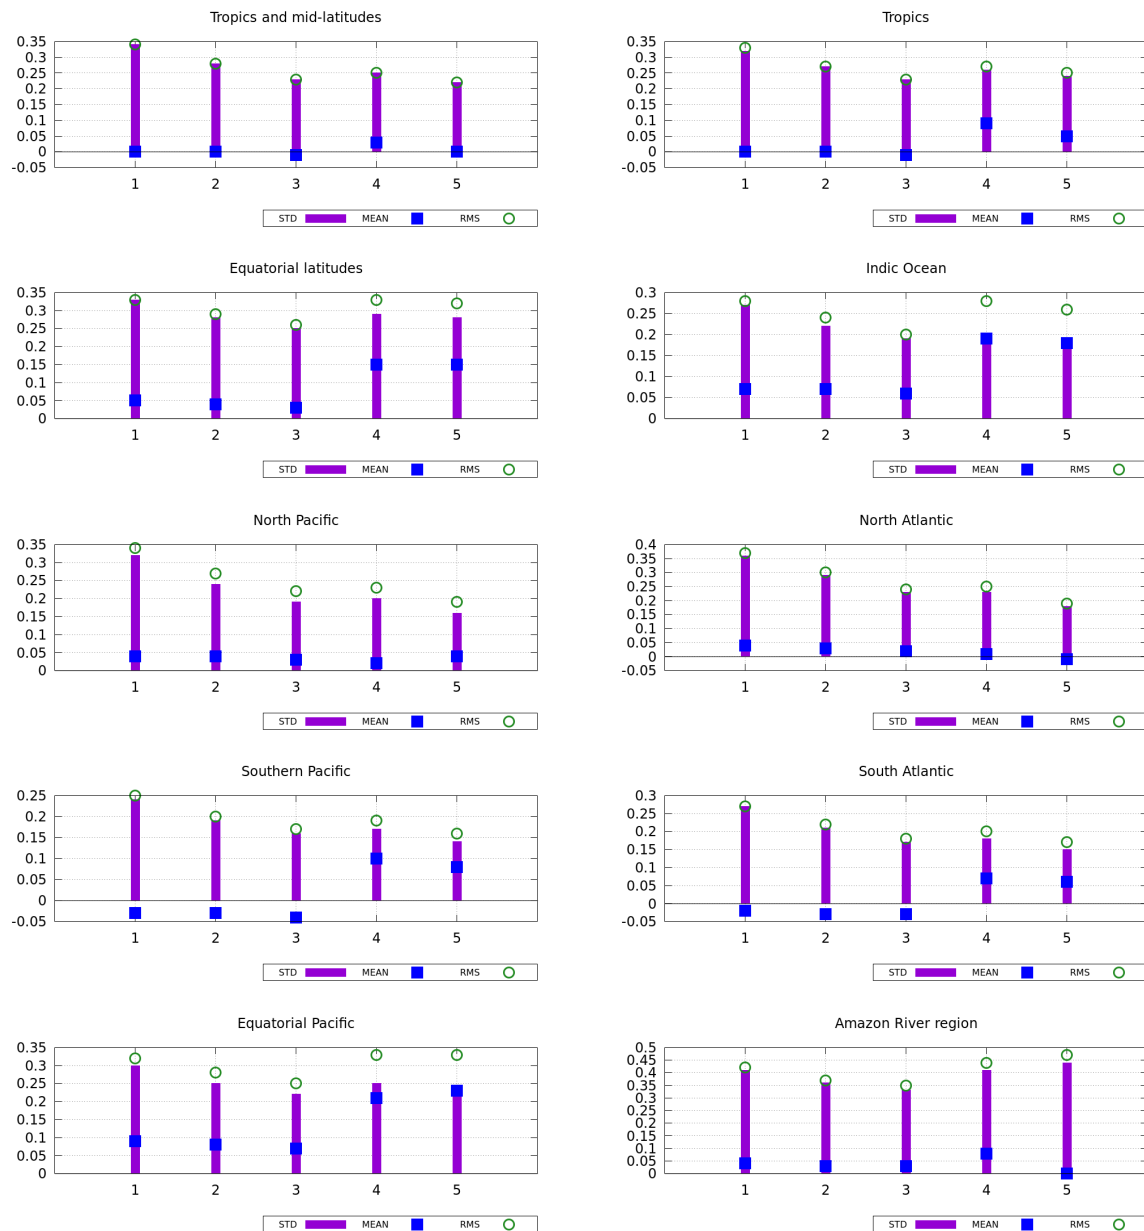 Tropics and mid-latitudes
0.35
0.3
0.25
0.2
0.15
0.1
0.05
0
-0.05
1 2 3 4 5
STD MEAN RMS
Tropics
0.35
0.3
0.25
0.2
0.15
0.1
0.05
0
-0.05
1 2 3 4 5
STD MEAN RMS
Equatorial latitudes
0.35
0.3
0.25
0.2
0.15
0.1
0.05
0
1 2 3 4 5
STD MEAN RMS
Indic Ocean
0.3
0.25
0.2
0.15
0.1
0.05
0
1 2 3 4 5
STD MEAN RMS
North Pacific
0.35
0.3
0.25
0.2
0.15
0.1
0.05
0
1 2 3 4 5
STD MEAN RMS
North Atlantic
0.4
0.35
0.3
0.25
0.2
0.15
0.1
0.05
0
-0.05
1 2 3 4 5
STD MEAN RMS
Southern Pacific
0.25
0.2
0.15
0.1
0.05
0
-0.05
1 2 3 4 5
STD MEAN RMS
South Atlantic
0.3
0.25
0.2
0.15
0.1
0.05
0
-0.05
1 2 3 4 5
STD MEAN RMS
Equatorial Pacific
0.35
0.3
0.25
0.2
0.15
0.1
0.05
0
1 2 3 4 5
STD MEAN RMS
Amazon River region
0.5
0.45
0.4
0.35
0.3
0.25
0.2
0.15
0.1
0.05
0
1 2 3 4 5
STD MEAN RMS